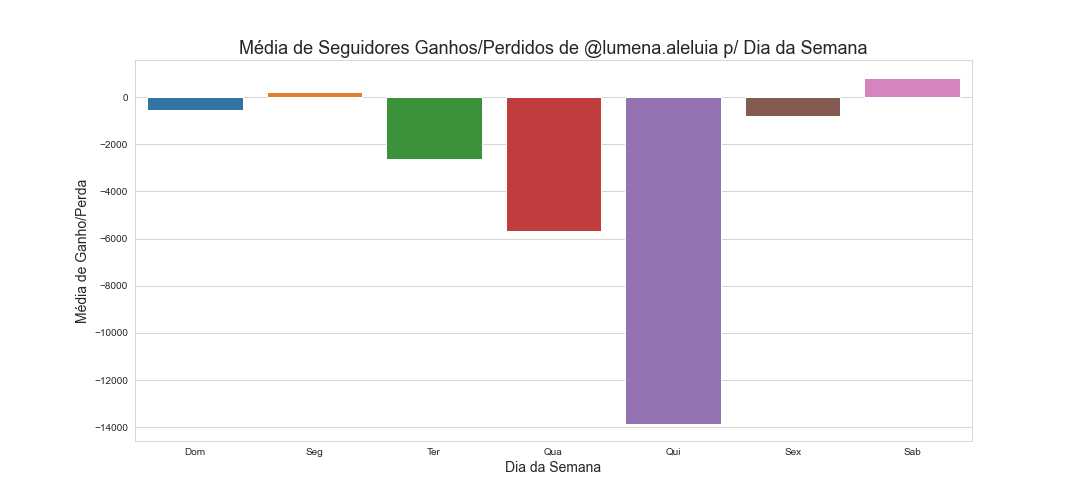 Média de Seguidores Ganhos/Perdidos de @lumena.aleluia p/ Dia da Semana
Média de Ganho/Perda
0
−2000
−4000
−6000
−8000
−10000
−12000
−14000
Dom Seg Ter Qua Qui Sex Sab
Dia da Semana